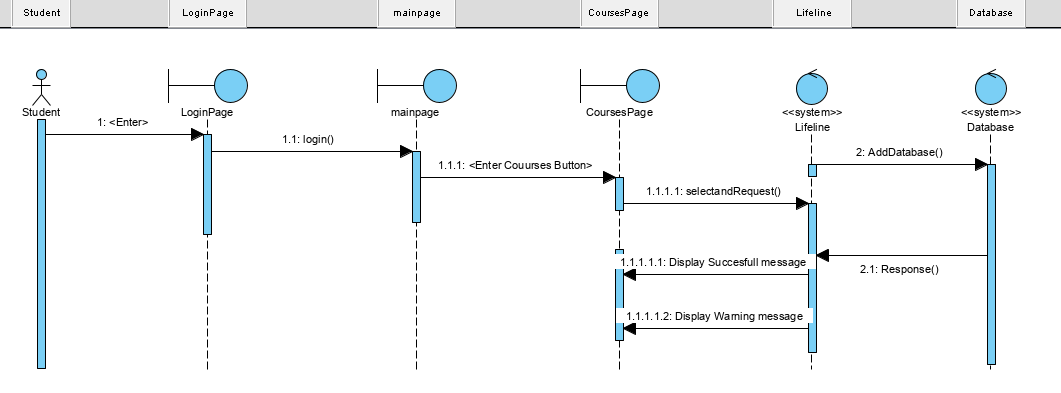 Student LoginPage mainpage CoursesPage Lifeline Database
Student
LoginPage
mainpage
CoursesPage
<<system>>
Lifeline
<<system>>
Database
1: <Enter>
1.1: login()
1.1.1: <Enter Couurses Button>
2: AddDatabase()
1.1.1.1: selectandRequest()
1.1.1.1.1: Display Succesfull message
2.1: Response()
1.1.1.1.2: Display Warning message